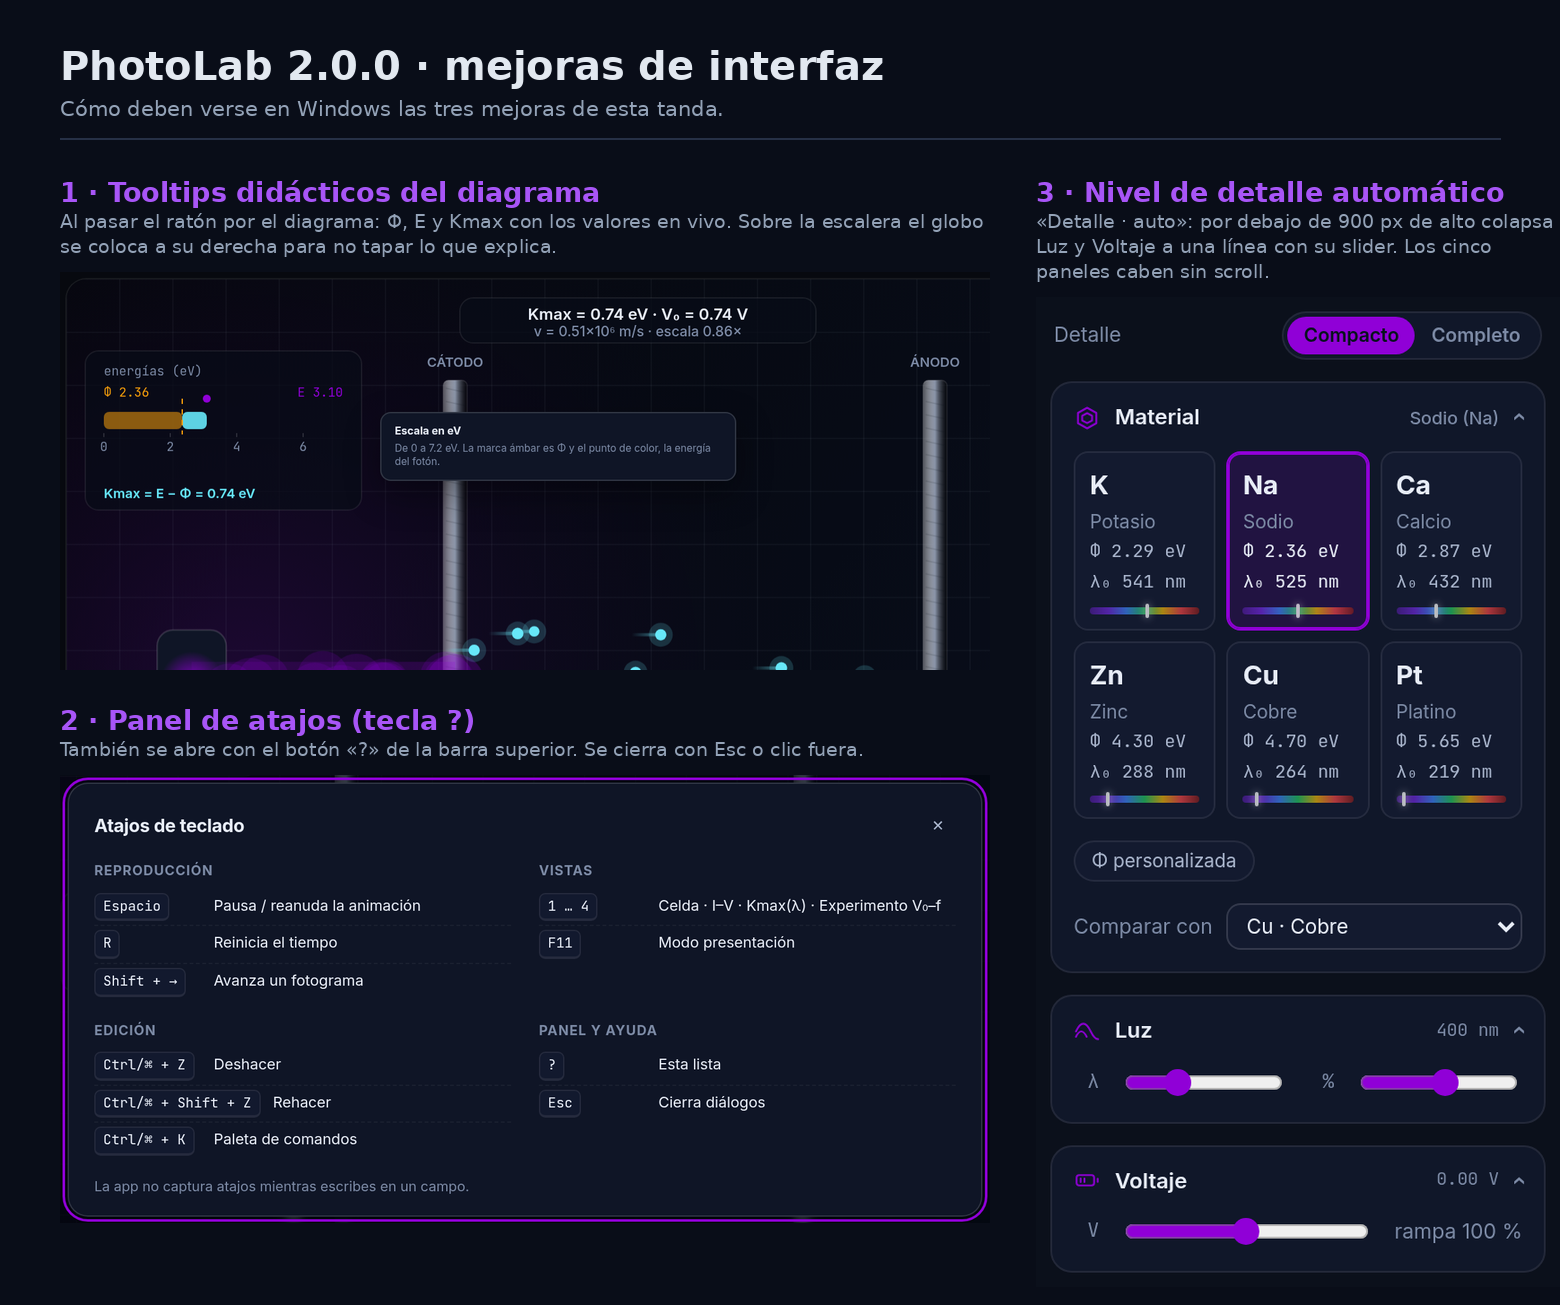 PhotoLab 2.0.0 · mejoras de interfaz
Cómo deben verse en Windows las tres mejoras de esta tanda.
1 · Tooltips didácticos del diagrama
Al pasar el ratón por el diagrama: Φ, E y Kmax con los valores en vivo. Sobre la escalera el globo
se coloca a su derecha para no tapar lo que explica.
Kmax = 0.74 eV · V₀ = 0.74 V
v = 0.51×10⁶ m/s · escala 0.86×
CÁTODO
ÁNODO
energías (eV)
Φ 2.36
E 3.10
0 2 4 6
Kmax = E − Φ = 0.74 eV
Escala en eV
De 0 a 7.2 eV. La marca ámbar es Φ y el punto de color, la energía
del fotón.
2 · Panel de atajos (tecla ?)
También se abre con el botón «?» de la barra superior. Se cierra con Esc o clic fuera.
Atajos de teclado
×
REPRODUCCIÓN
Espacio Pausa / reanuda la animación
R Reinicia el tiempo
Shift + → Avanza un fotograma
VISTAS
1 … 4 Celda · I–V · Kmax(λ) · Experimento V₀–f
F11 Modo presentación
EDICIÓN
Ctrl/⌘ + Z Deshacer
Ctrl/⌘ + Shift + Z Rehacer
Ctrl/⌘ + K Paleta de comandos
PANEL Y AYUDA
? Esta lista
Esc Cierra diálogos
La app no captura atajos mientras escribes en un campo.
3 · Nivel de detalle automático
«Detalle · auto»: por debajo de 900 px de alto colapsa
Luz y Voltaje a una línea con su slider. Los cinco
paneles caben sin scroll.
Detalle Compacto Completo
Material Sodio (Na)
K
Potasio
Φ 2.29 eV
λ₀ 541 nm
Na
Sodio
Φ 2.36 eV
λ₀ 525 nm
Ca
Calcio
Φ 2.87 eV
λ₀ 432 nm
Zn
Zinc
Φ 4.30 eV
λ₀ 288 nm
Cu
Cobre
Φ 4.70 eV
λ₀ 264 nm
Pt
Platino
Φ 5.65 eV
λ₀ 219 nm
Φ personalizada
Comparar con Cu · Cobre
Luz 400 nm
λ %
Voltaje 0.00 V
V rampa 100 %